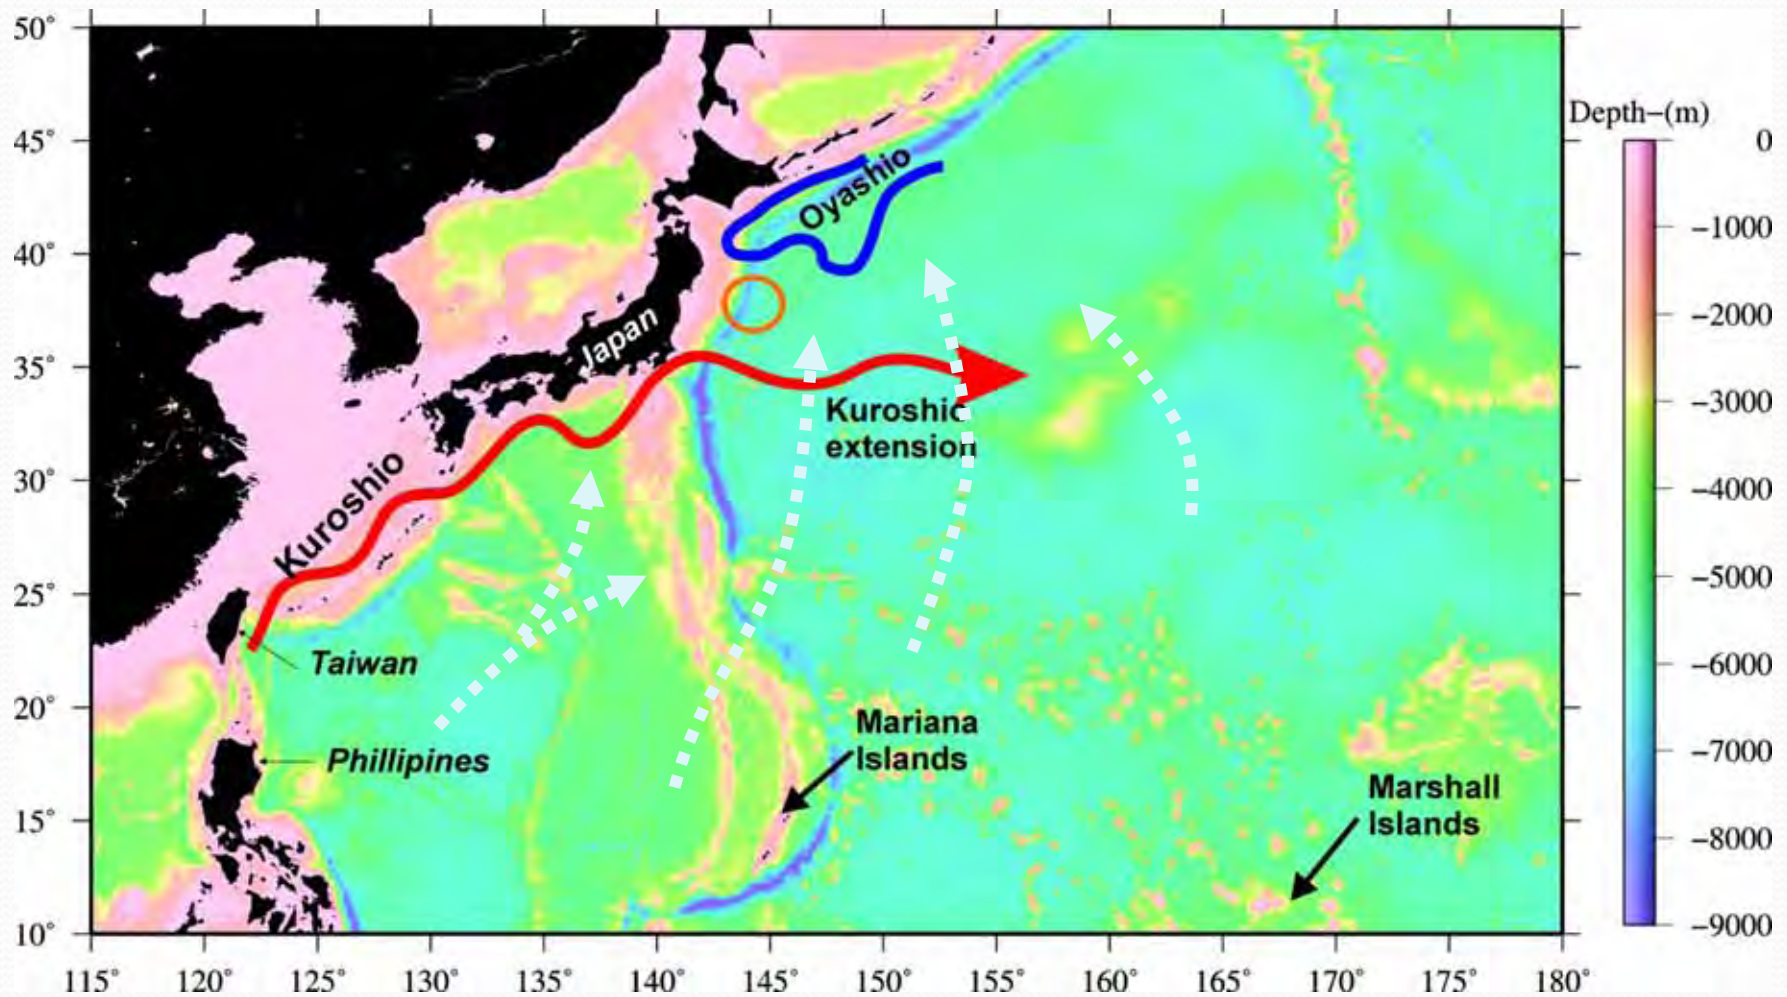 50°
45°
40°
35°
30°
25°
20°
15°
10°
115°
120°
125°
130°
135°
140°
145°
150°
155°
160°
165°
170°
175°
180°
Depth-(m)
0
-1000
-2000
-3000
-4000
-5000
-6000
-7000
-8000
-9000
Oyashio
Japan
Kuroshio
extension
Kuroshio
Taiwan
Phillipines
Mariana
Islands
Marshall
Islands